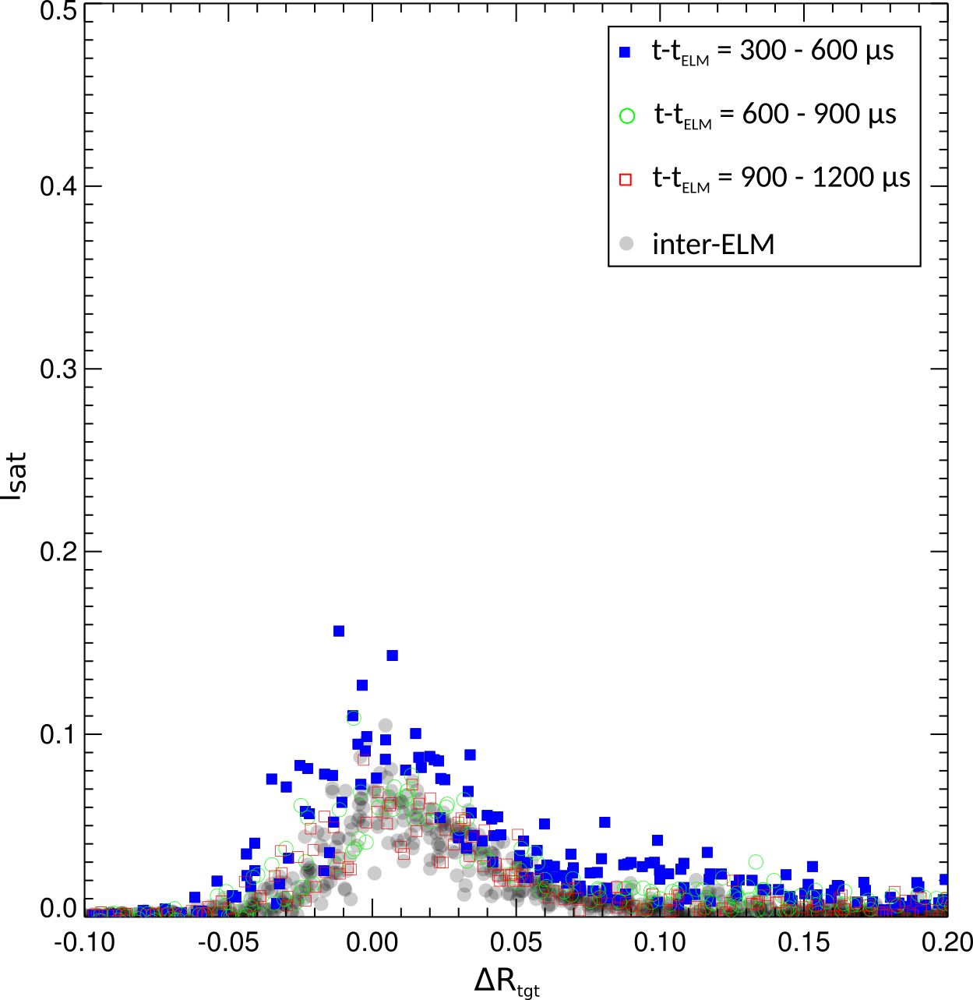 0.5
t-tELM = 300 - 600 µs
t-tELM = 600 - 900 µs
t-tELM = 900 - 1200 µs
inter-ELM
0.4
0.3
0.2
0.1
0.0
Isat
-0.10 -0.05 0.00 0.05 0.10 0.15 0.20
ΔRtgt